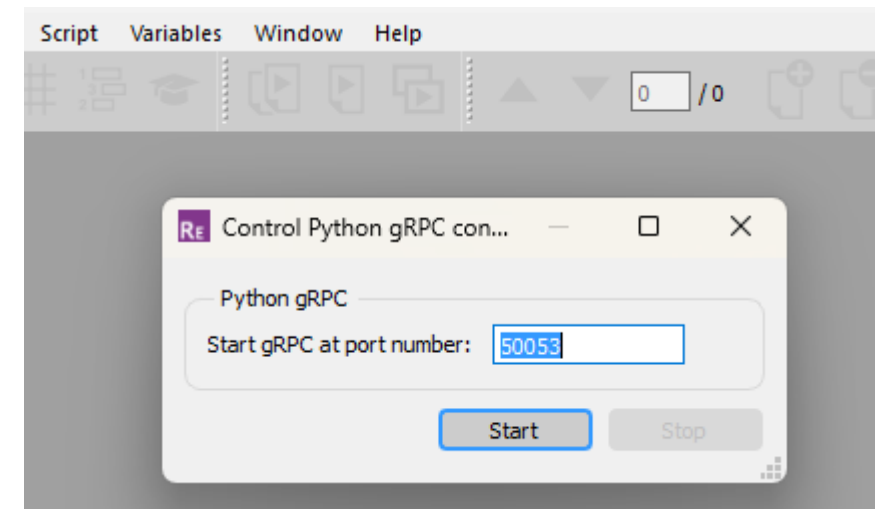 Script Variables Window Help
0 / 0
RE Control Python gRPC con...
Python gRPC
Start gRPC at port number: 50053
Start Stop